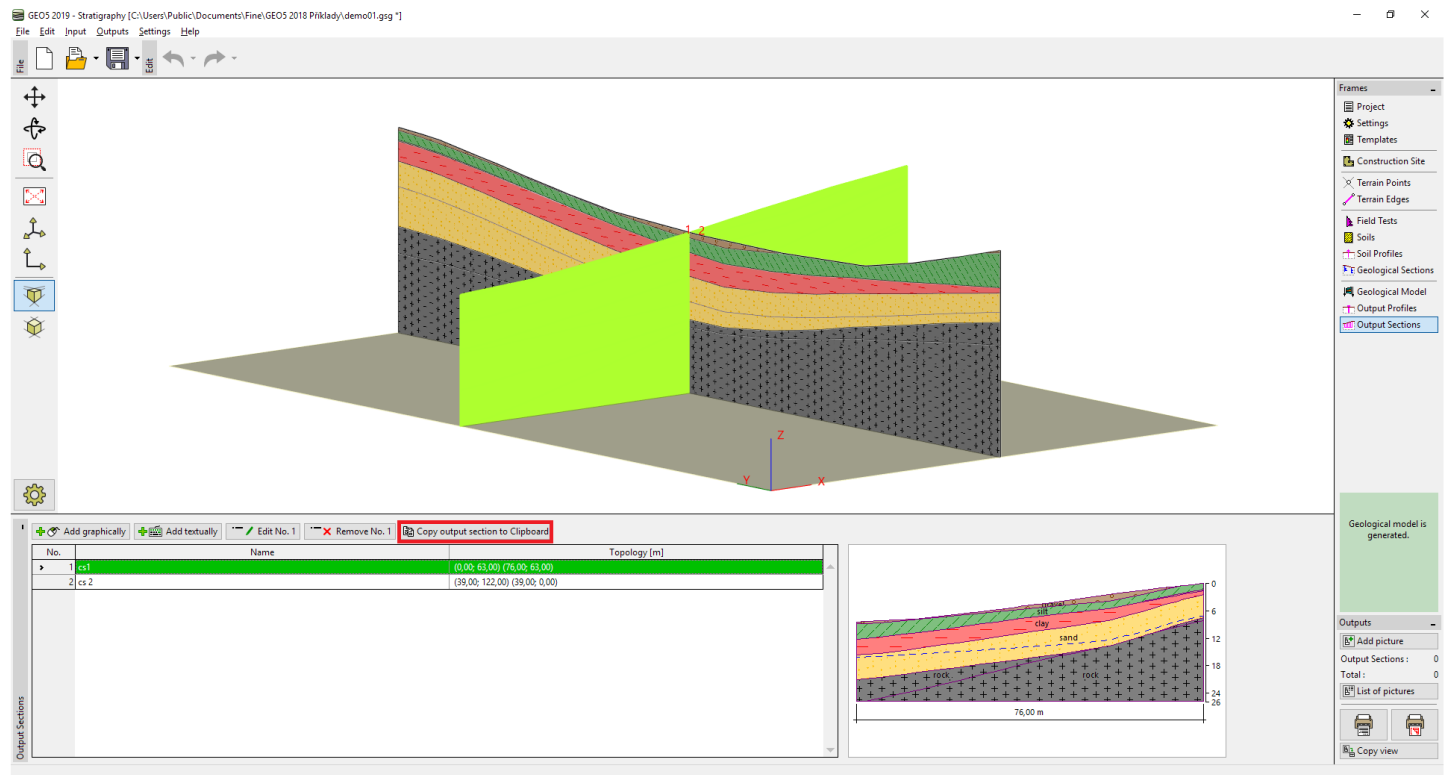 GEO5 2019 - Stratigraphy [C:\Users\Public\Documents\Fine\GEO5 2018 Příklady\demo01.gsg *]
File Edit Input Outputs Settings Help
File
Edit
1 2
Z
Y
X
Frames
Project
Settings
Templates
Construction Site
Terrain Points
Terrain Edges
Field Tests
Soils
Soil Profiles
Geological Sections
Geological Model
Output Profiles
Output Sections
Geological model is
generated.
Add graphically Add textually Edit No. 1 Remove No. 1 Copy output section to Clipboard
No. Name Topology [m]
1 cs1 (0,00; 63,00) (76,00; 63,00)
2 cs 2 (39,00; 122,00) (39,00; 0,00)
Output Sections
silt
clay
sand
rock rock
0
6
12
18
24
26
76,00 m
Outputs
Add picture
Output Sections : 0
Total : 0
List of pictures
Copy view